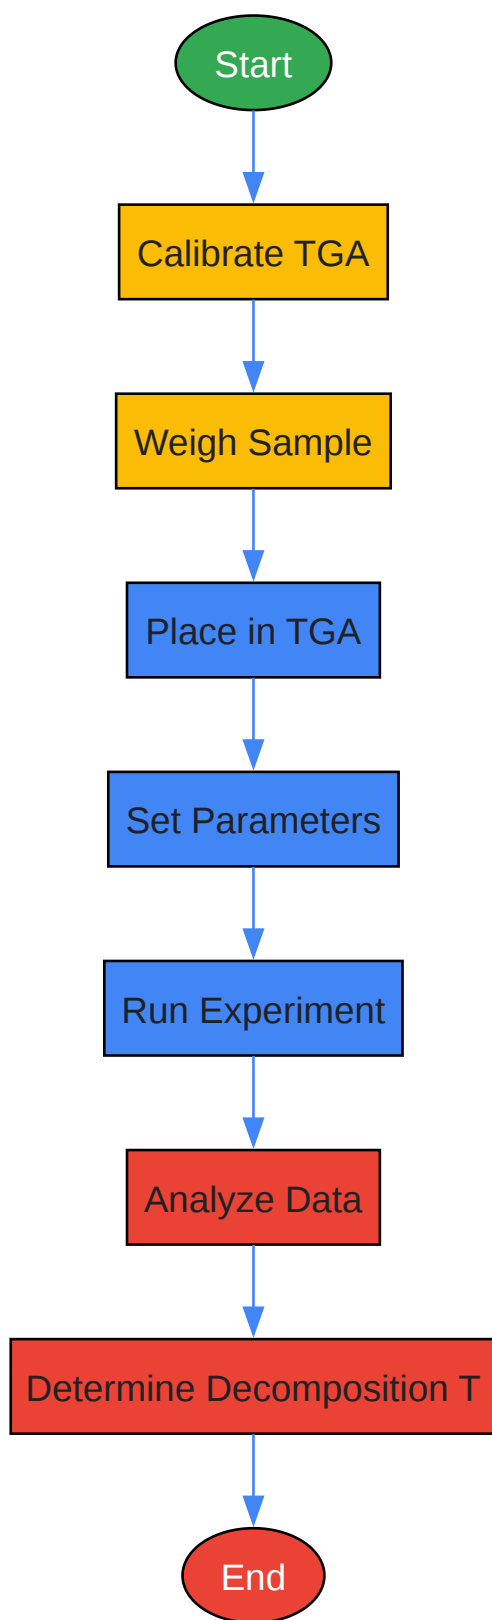 Start
Calibrate TGA
Weigh Sample
Place in TGA
Set Parameters
Run Experiment
Analyze Data
Determine Decomposition T
End